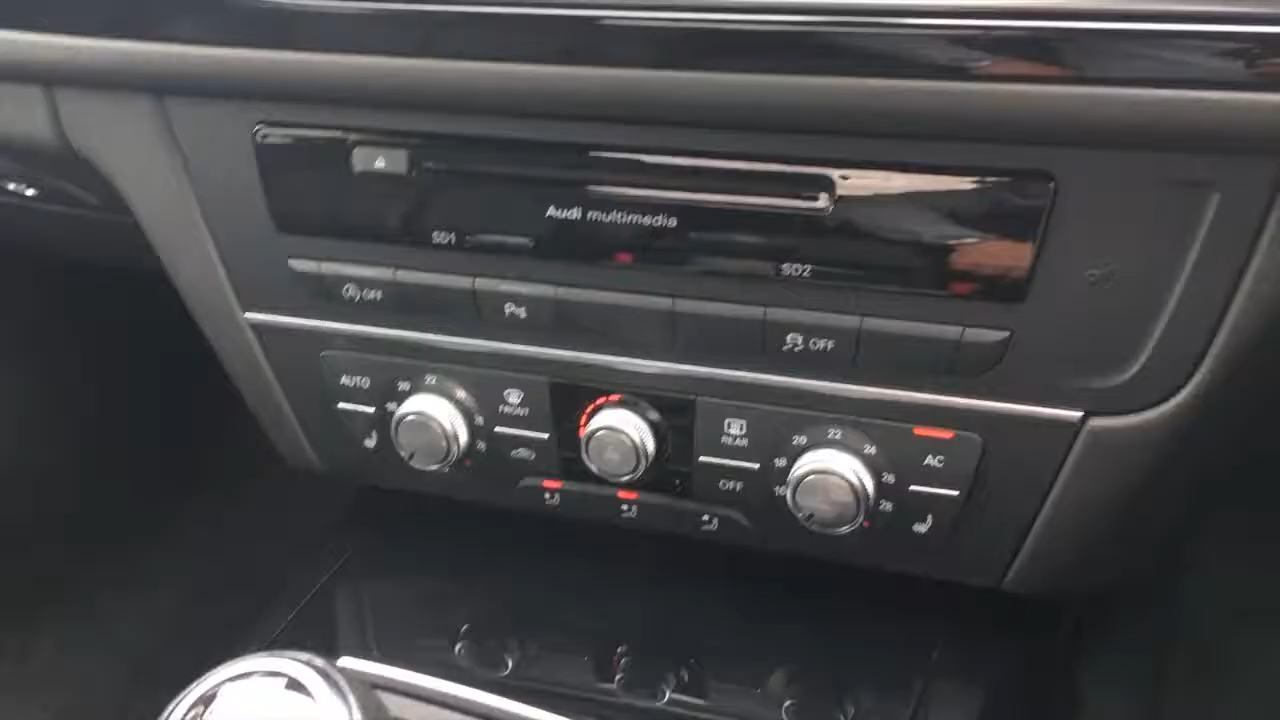 Audi multimedia
SD1
SD2
OFF
OFF
AUTO
20
22
FRONT
REAR
OFF
16
18
20
22
24
26
28
AC